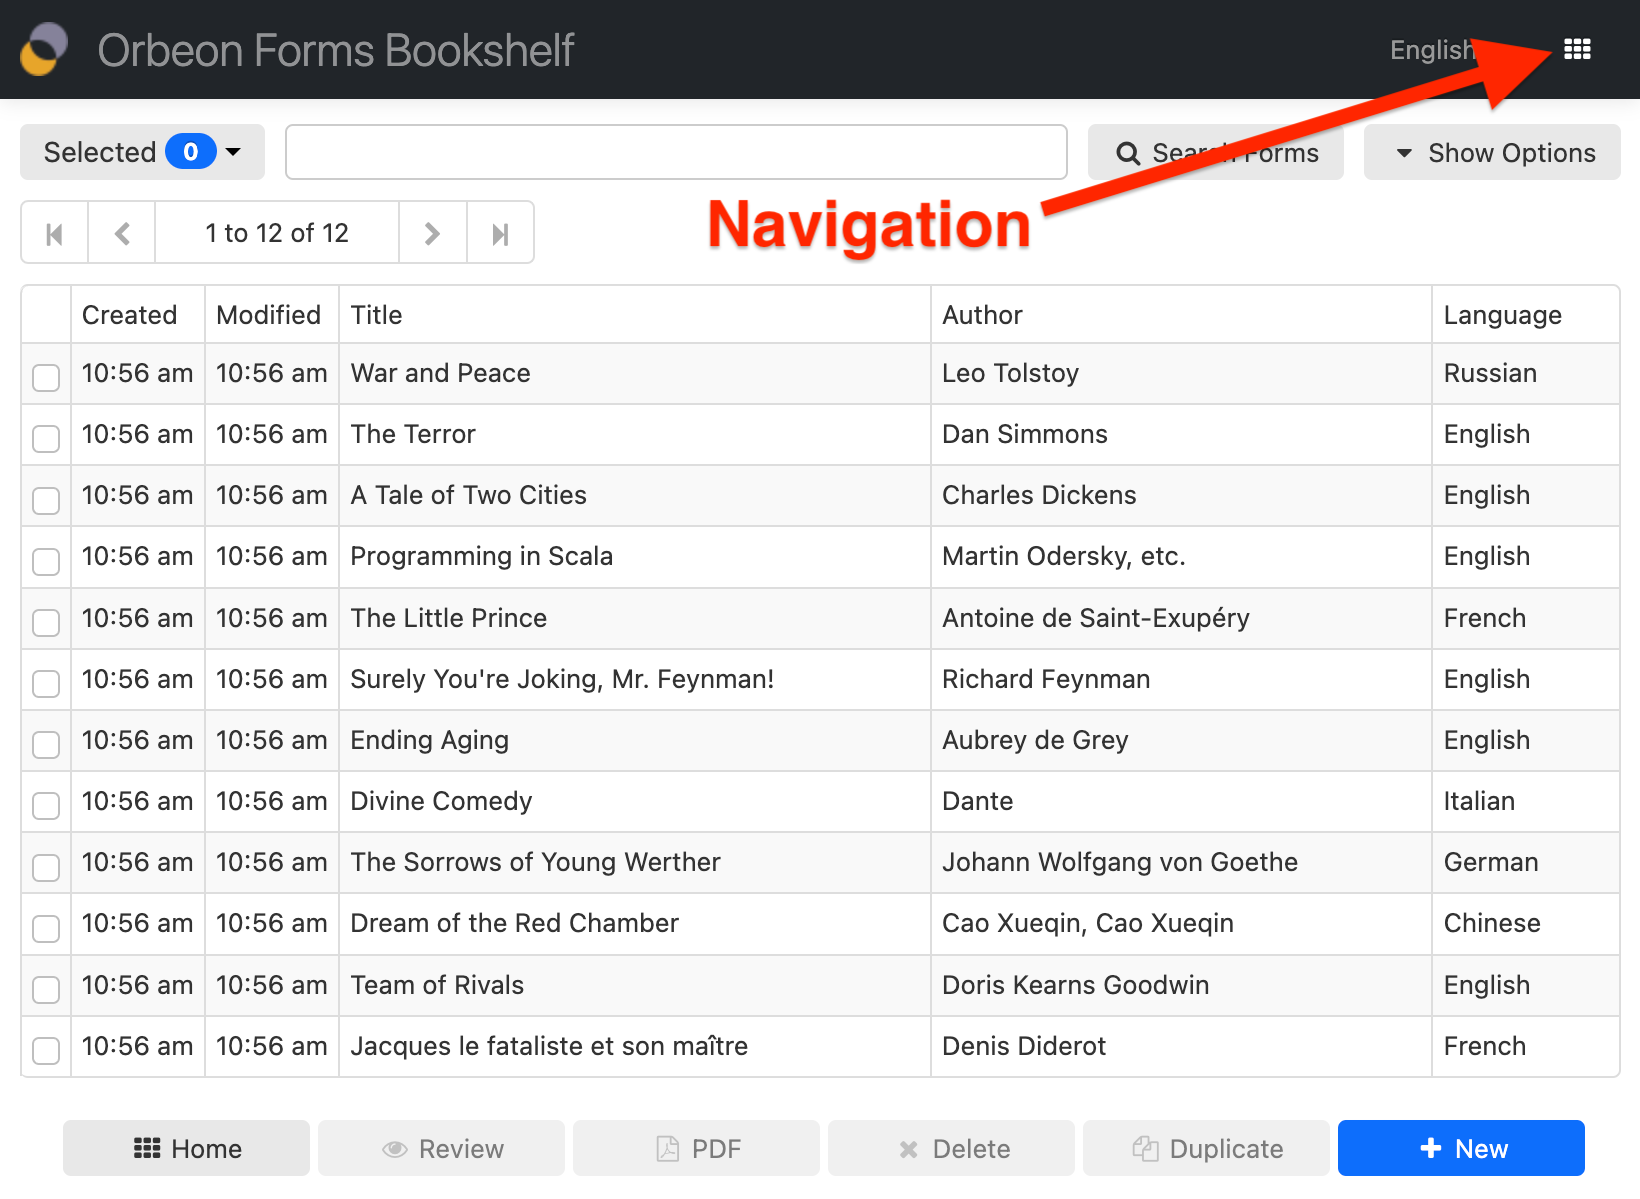 Orbeon Forms Bookshelf English
Selected 0 Search Forms Show Options
1 to 12 of 12
Navigation
Created Modified Title Author Language
10:56 am 10:56 am War and Peace Leo Tolstoy Russian
10:56 am 10:56 am The Terror Dan Simmons English
10:56 am 10:56 am A Tale of Two Cities Charles Dickens English
10:56 am 10:56 am Programming in Scala Martin Odersky, etc. English
10:56 am 10:56 am The Little Prince Antoine de Saint-Exupéry French
10:56 am 10:56 am Surely You're Joking, Mr. Feynman! Richard Feynman English
10:56 am 10:56 am Ending Aging Aubrey de Grey English
10:56 am 10:56 am Divine Comedy Dante Italian
10:56 am 10:56 am The Sorrows of Young Werther Johann Wolfgang von Goethe German
10:56 am 10:56 am Dream of the Red Chamber Cao Xueqin, Cao Xueqin Chinese
10:56 am 10:56 am Team of Rivals Doris Kearns Goodwin English
10:56 am 10:56 am Jacques le fataliste et son maître Denis Diderot French
Home Review PDF Delete Duplicate New